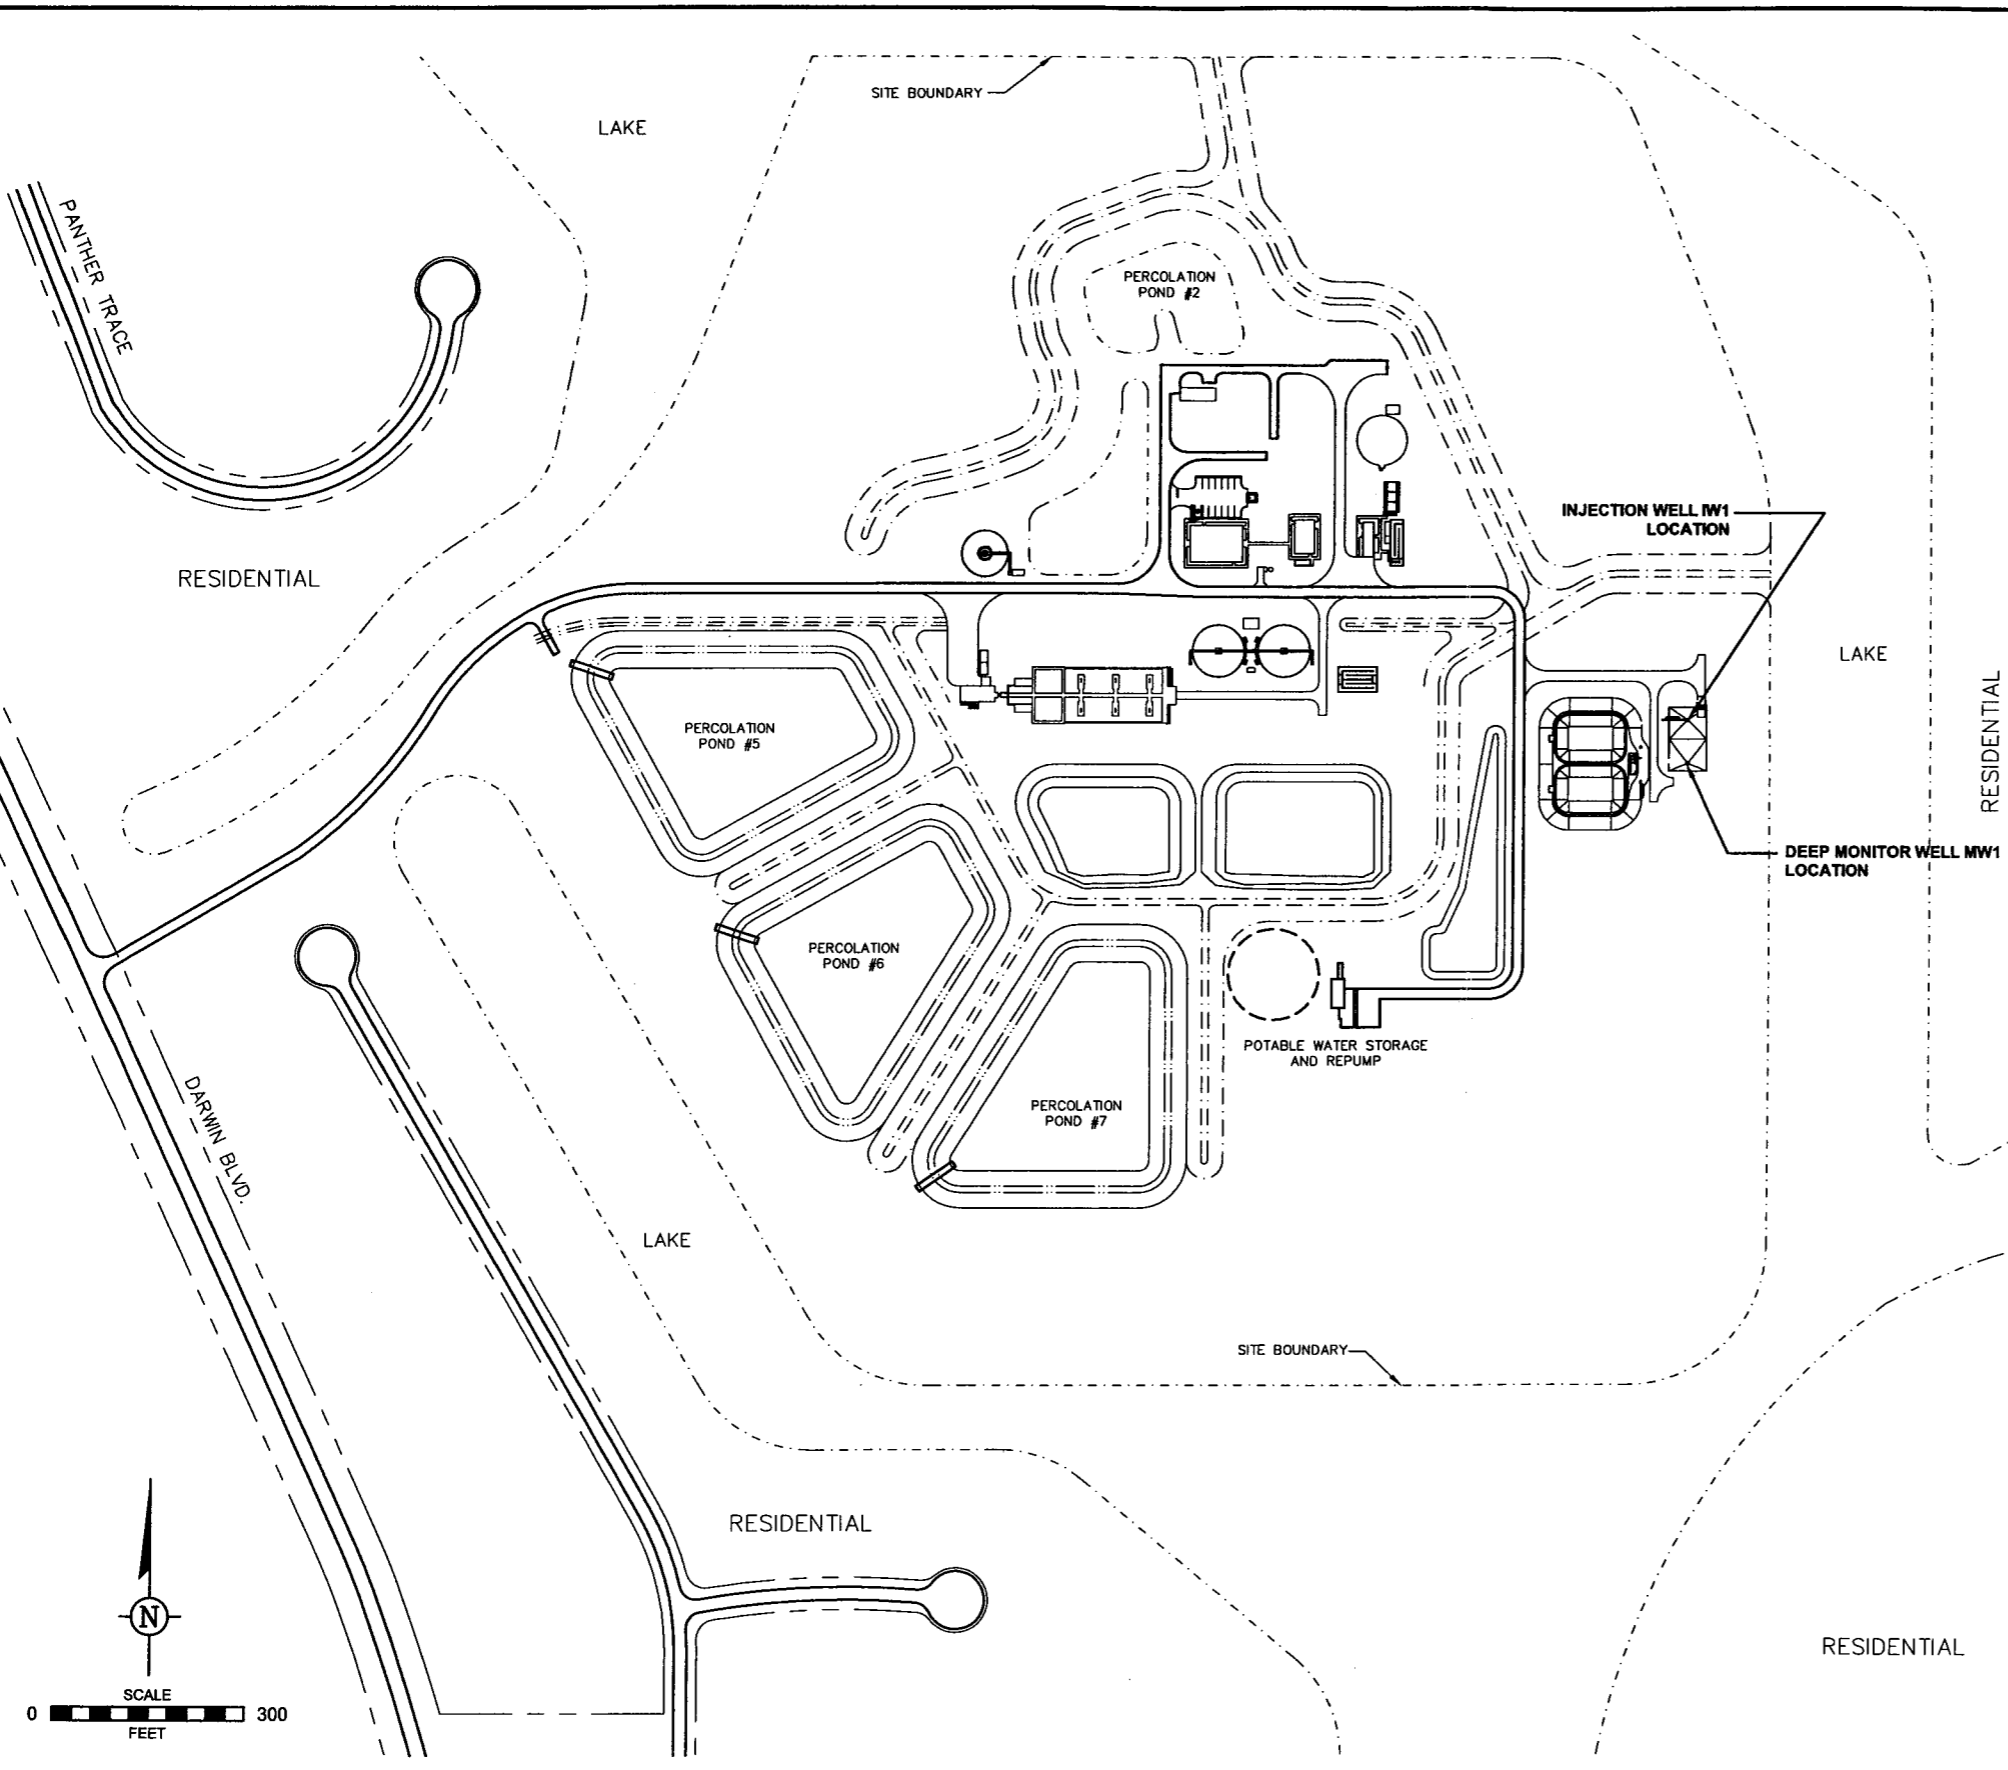 SITE BOUNDARY
LAKE
PANTHER TRACE
PERCOLATION
POND #2
INJECTION WELL IW1
LOCATION
RESIDENTIAL
LAKE
RESIDENTIAL
PERCOLATION
POND #5
DEEP MONITOR WELL MW1
LOCATION
PERCOLATION
POND #6
POTABLE WATER STORAGE
AND REPUMP
PERCOLATION
POND #7
DARWIN BLVD.
LAKE
SITE BOUNDARY
RESIDENTIAL
N
RESIDENTIAL
SCALE
0 300
FEET